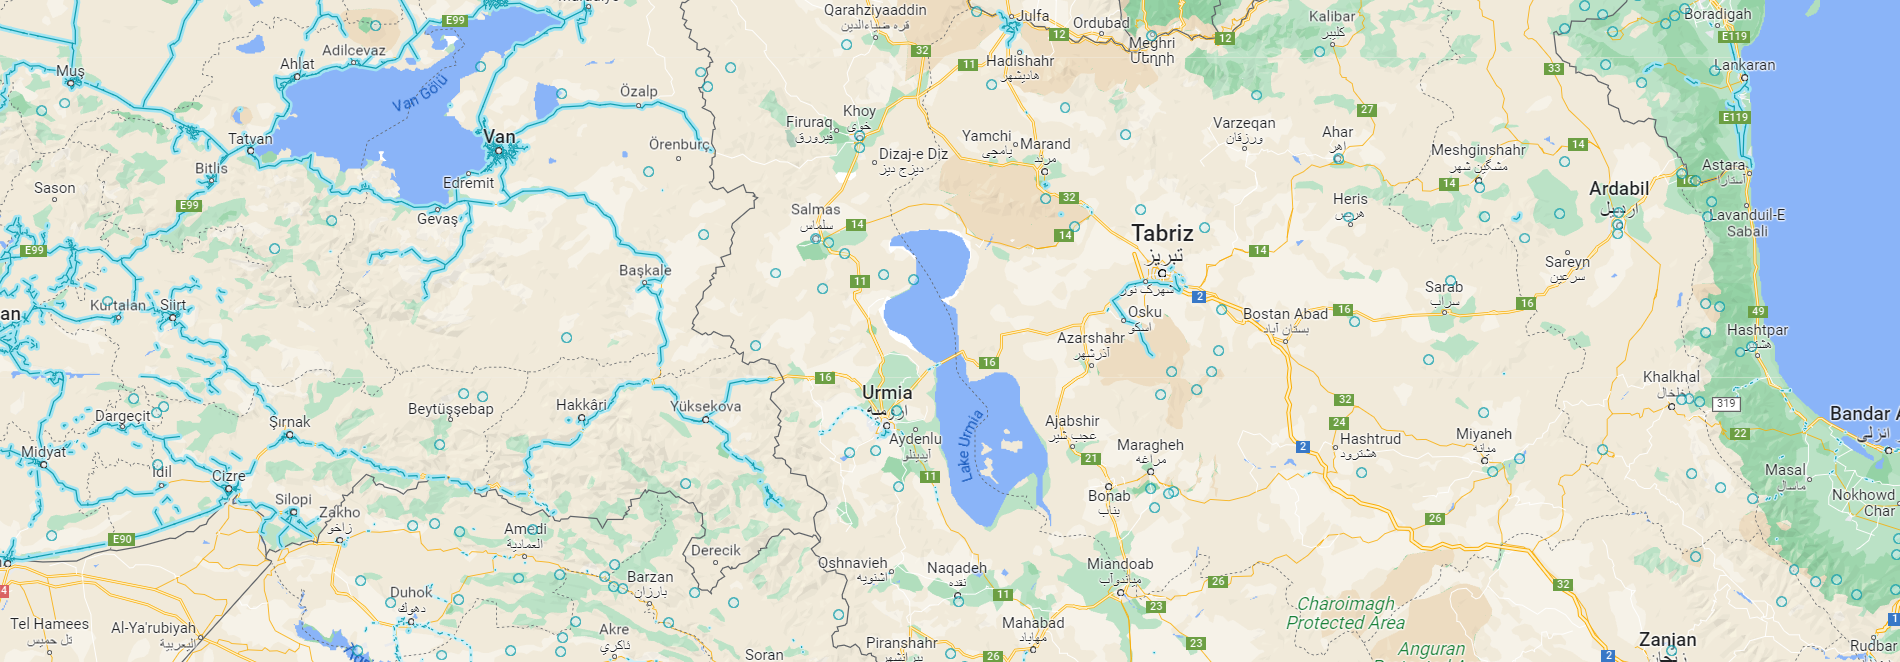 Qarahziyaaddin
قره ضیاءالدین
Julfa
Ordubad
Meghri
Մեղրի
Kalibar
کلیبر
Boradigah
E99
12
12
32
11
33
E119
Adilcevaz
Ahlat
Muş
Van Gölü
Özalp
Hadishahr
هادیشهر
Lankaran
27
E119
Tatvan
Van
Örenburç
Firuraq
فیرورق
Khoy
خوی
Dizaj-e Diz
دیزج دیز
Yamchi
یامچی
Marand
مرند
Varzeqan
ورزقان
Ahar
اهر
Meshginshahr
مشگین شهر
14
14
Astara
آستارا
16
Bitlis
Sason
Edremit
Gevaş
E99
E99
Salmas
سلماس
14
32
14
Tabriz
تبریز
Heris
هریس
Ardabil
اردبیل
Lavanduil-E
Sabali
14
Sareyn
سرعین
Başkale
11
شهرک نور
2
Osku
اسکو
Bostan Abad
بستان آباد
16
Sarab
سراب
16
49
Hashtpar
Kurtalan
Siirt
an
Azarshahr
آذرشهر
16
16
Urmia
ارومیه
Lake Urmia
Khalkhal
خلخال
319
22
Bandar A
Dargeçit
Şırnak
Beytüşşebap
Hakkâri
Yüksekova
Aydenlu
آیدینلو
Ajabshir
عجب شیر
21
Maragheh
مراغه
32
24
2
Hashtrud
هشترود
Miyaneh
میانه
Masal
ماسال
Nokhowd
Char
Midyat
İdil
Cizre
Silopi
Zakho
زاخو
11
Bonab
بناب
26
E90
Amedi
العمادية
Derecik
Oshnavieh
اشنویه
Naqadeh
نقده
Miandoab
میاندوآب
26
32
4
Duhok
دهوك
Barzan
بارزان
11
23
Charoimagh
Protected Area
1
Tel Hamees
تل حميس
Al-Ya'rubiyah
اليعربية
Akre
ئاكرێ
Soran
Piranshahr
26
Mahabad
مهاباد
23
Anguran
2
Zanjan
Rudbar